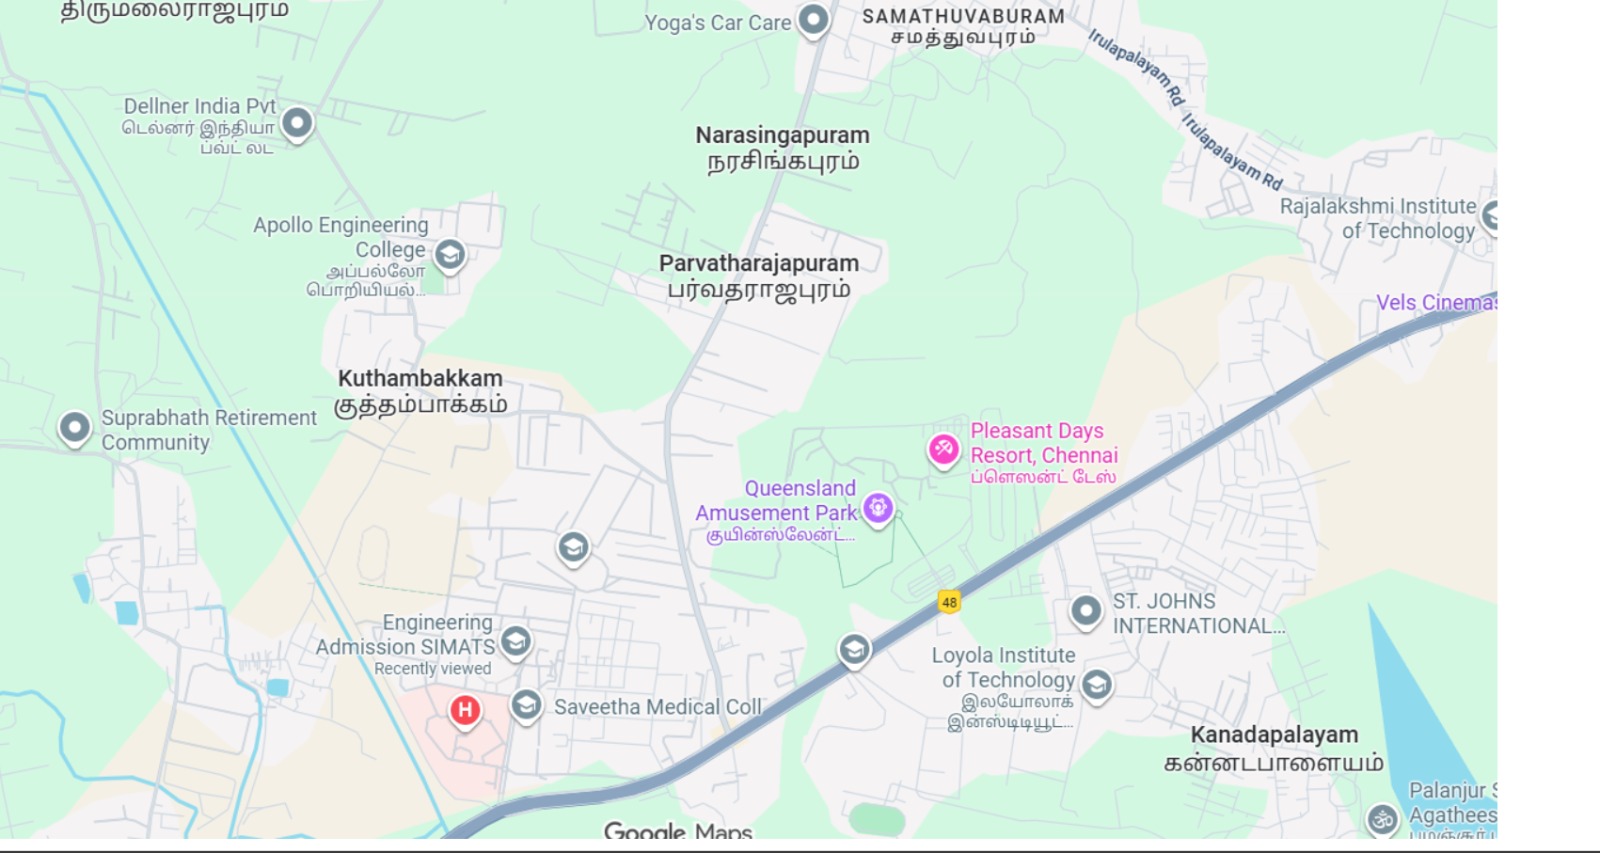 திருமலைராஜபுரம்
Yoga's Car Care
SAMATHUVABURAM
சமத்துவபுரம்
Irulapalayam Rd
Irulapalayam Rd
Dellner India Pvt
டெல்னர் இந்தியா
ப்வ்ட் லட
Narasingapuram
நரசிங்கபுரம்
Rajalakshmi Institute
of Technology
Apollo Engineering
College
அப்பல்லோ
பொறியியல்...
Parvatharajapuram
பர்வதராஜபுரம்
Vels Cinemas
Kuthambakkam
குத்தம்பாக்கம்
Suprabhath Retirement
Community
Pleasant Days
Resort, Chennai
ப்ளெஸன்ட் டேஸ்
Queensland
Amusement Park
குயின்ஸ்லேன்ட்...
48
ST. JOHNS
INTERNATIONAL...
Engineering
Admission SIMATS
Recently viewed
H
Saveetha Medical Coll
Loyola Institute
of Technology
இலயோலாக்
இன்ஸ்டிடியூட்...
Kanadapalayam
கன்னடபாளையம்
Palanjur S
Agathees
Google Maps